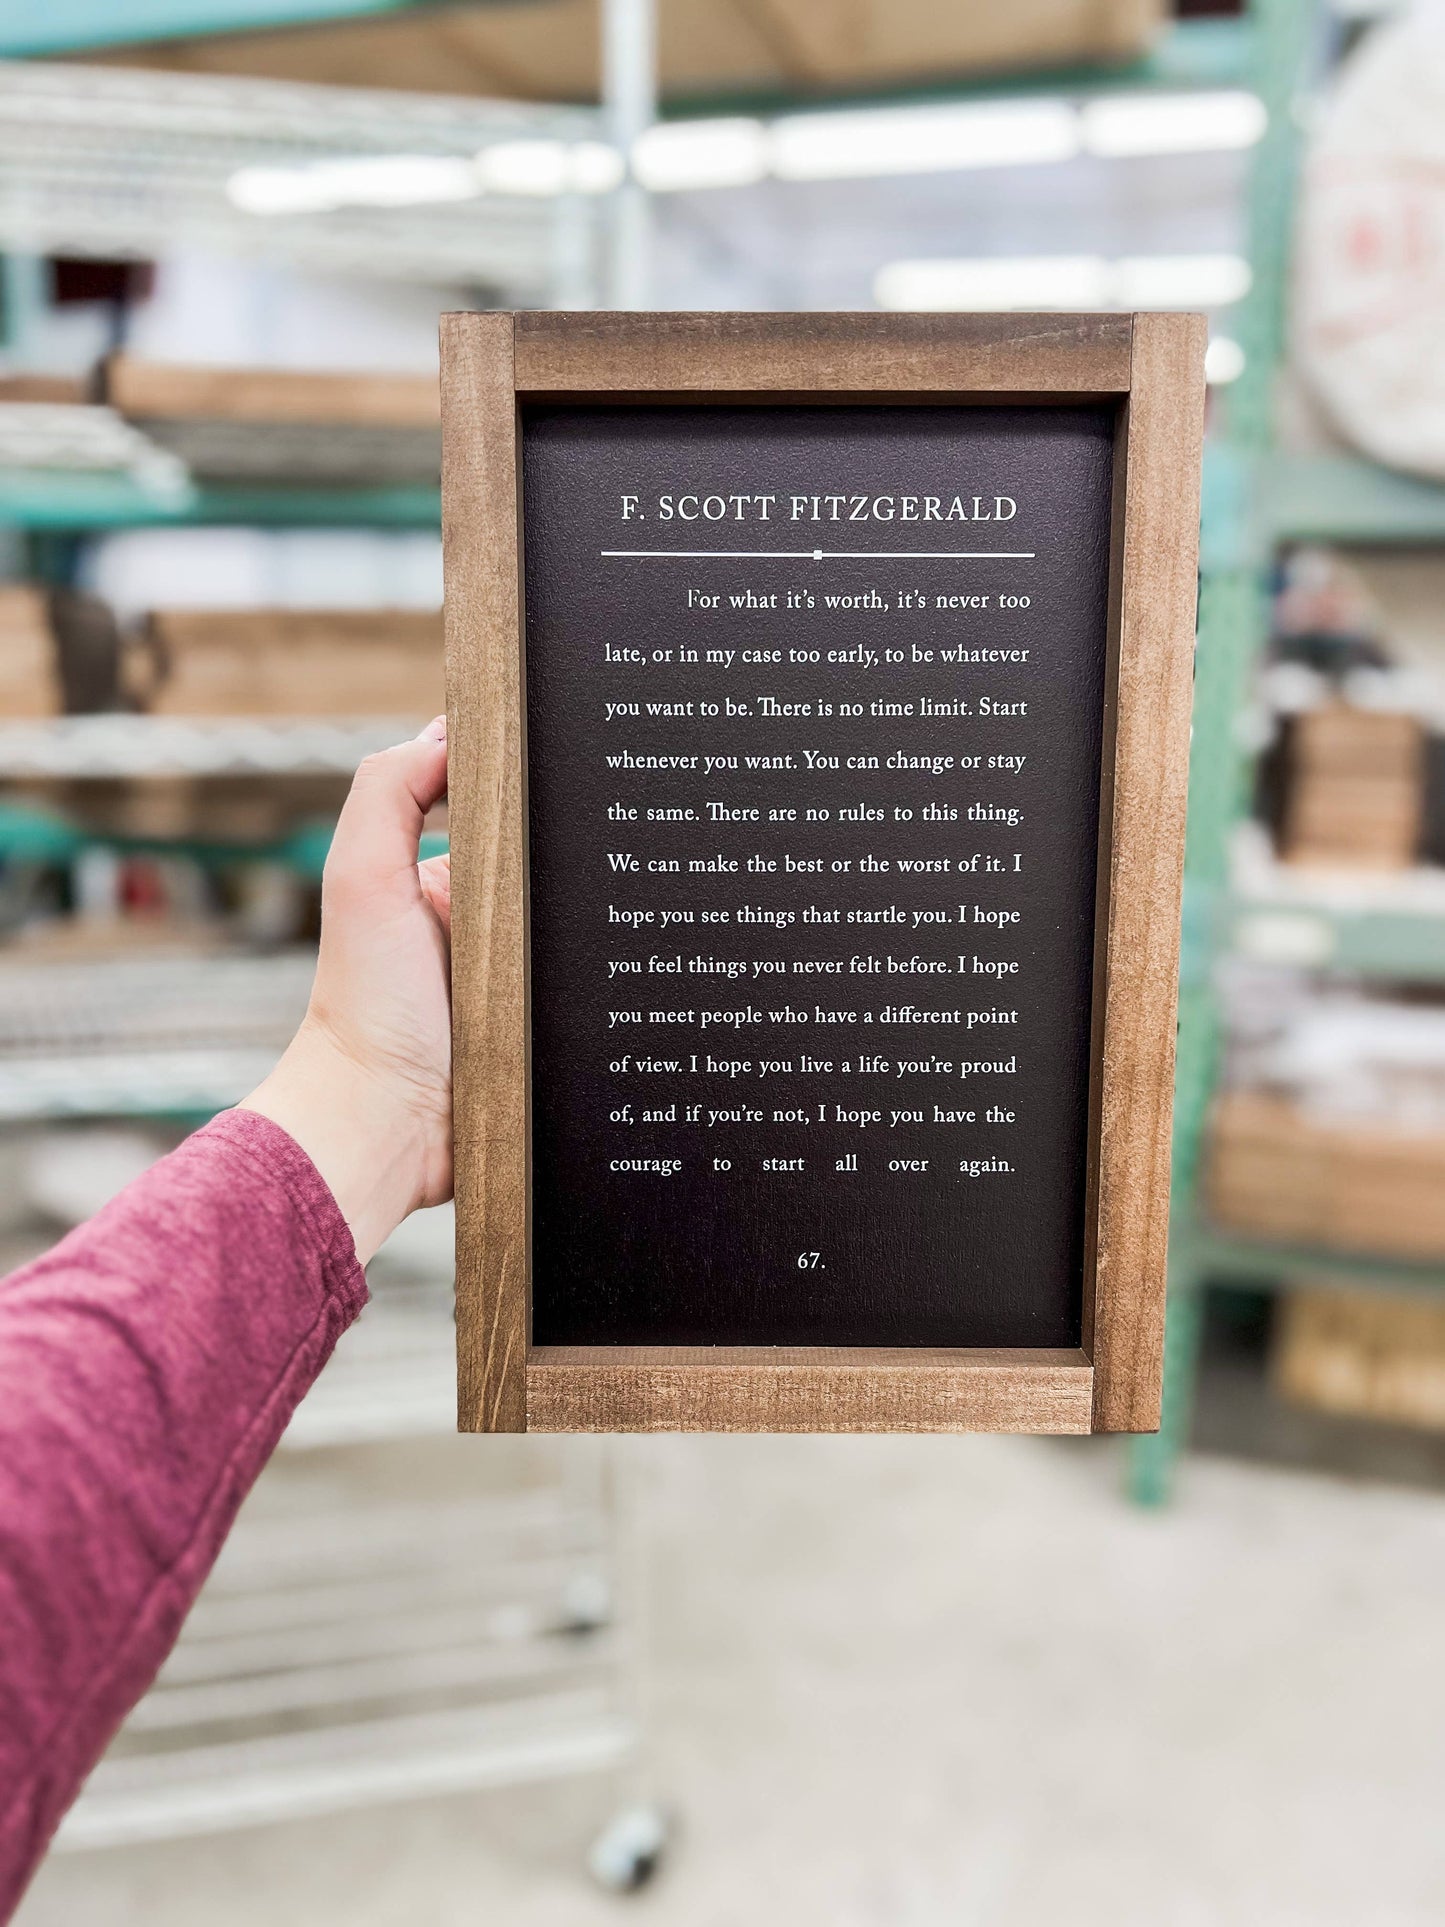 F. SCOTT FITZGERALD
For what it's worth, it's never too
late, or in my case too early, to be whatever
you want to be. There is no time limit. Start
whenever you want. You can change or stay
the same. There are no rules to this thing.
We can make the best or the worst of it. I
hope you see things that startle you. I hope
you feel things you never felt before. I hope
you meet people who have a different point
of view. I hope you live a life you're proud
of, and if you're not, I hope you have the
courage to start all over again.
67.